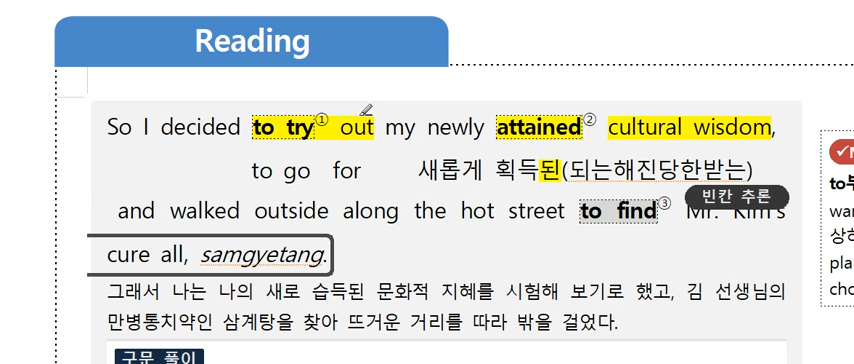 Reading
So I decided to try① out my newly attained② cultural wisdom,
to go for 새롭게 획득된(되는해진당한받는)
빈칸 추론
and walked outside along the hot street to find③ Mr. Kim's
cure all, samgyetang.
그래서 나는 나의 새로 습득된 문화적 지혜를 시험해 보기로 했고, 김 선생님의
만병통치약인 삼계탕을 찾아 뜨거운 거리를 따라 밖을 걸었다.
구문 풀이